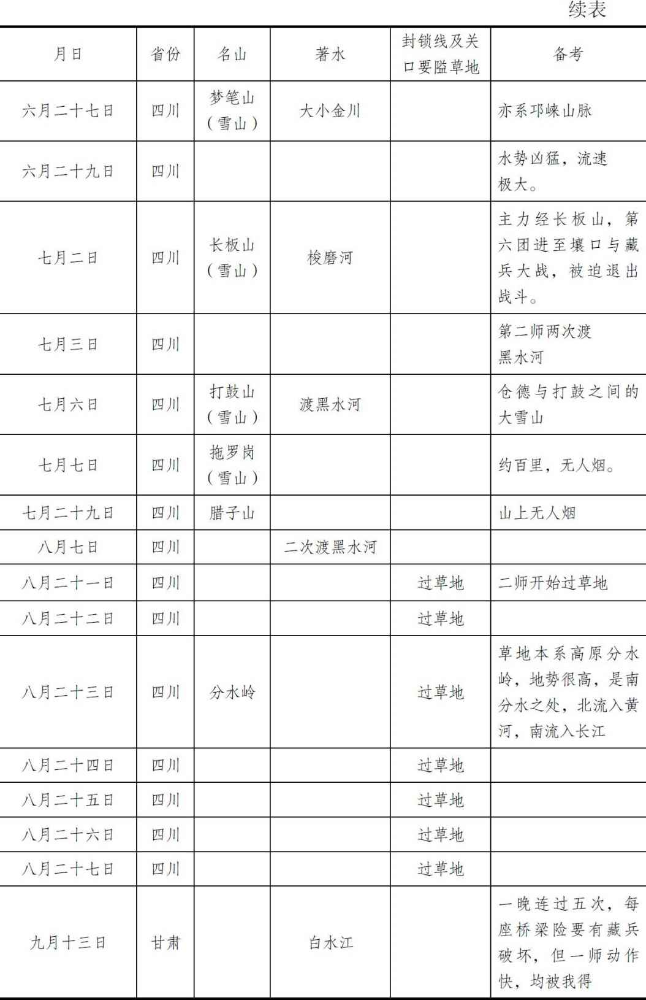 续表
月日 省份 名山 著水 封锁线及关 备考
口要隘草地
六月二十七日 四川 梦笔山 大小金川 亦系邛崃山脉
（雪山）
六月二十九日 四川 水势凶猛，流速
极大。
七月二日 四川 长板山 梭磨河 主力经长板山，第
（雪山） 六团进至壤口与藏
兵大战，被迫退出
战斗。
七月三日 四川 第二师两次渡
黑水河
七月六日 四川 打鼓山 渡黑水河 仓德与打鼓之间的
（雪山） 大雪山
七月七日 四川 拖罗岗 约百里，无人烟。
（雪山）
七月二十九日 四川 腊子山 山上无人烟
八月七日 四川 二次渡黑水河
八月二十一日 四川 过草地 二师开始过草地
八月二十二日 四川 过草地
八月二十三日 四川 分水岭 过草地 草地本系高原分水
岭，地势很高，是南
分水之处，北流入黄
河，南流入长江
八月二十四日 四川 过草地
八月二十五日 四川 过草地
八月二十六日 四川 过草地
八月二十七日 四川 过草地
九月十三日 甘肃 白水江 一晚连过五次，每
座桥梁险要有藏兵
破坏，但一师动作
快，均被我得